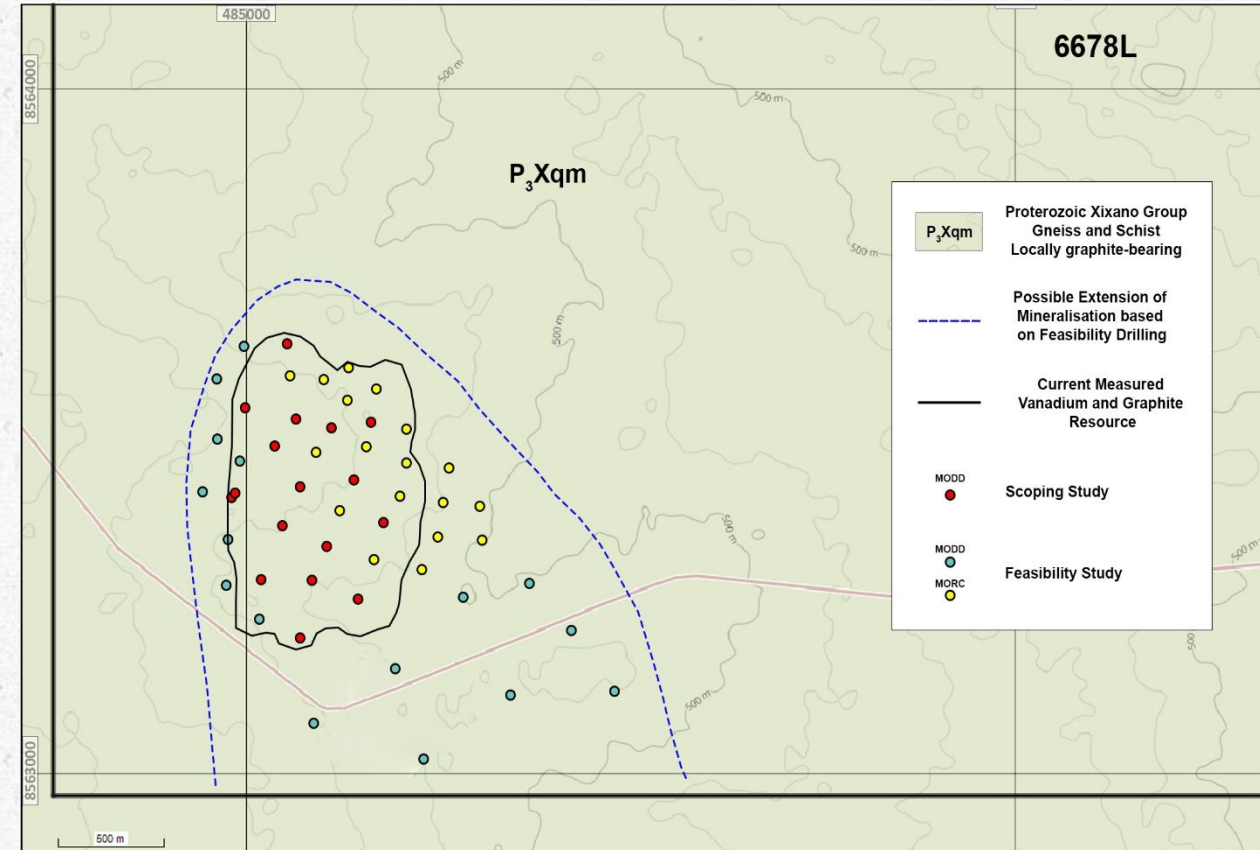 485000
6678L
8564000
500 m
500 m
P₃Xqm
500 m
500 m
P₃Xqm
Proterozoic Xixano Group
Gneiss and Schist
Locally graphite-bearing
Possible Extension of
Mineralisation based
on Feasibility Drilling
Current Measured
Vanadium and Graphite
Resource
MODD
Scoping Study
MODD
Feasibility Study
MORC
500 m
500 m
500 m
500 m
8563000
500 m